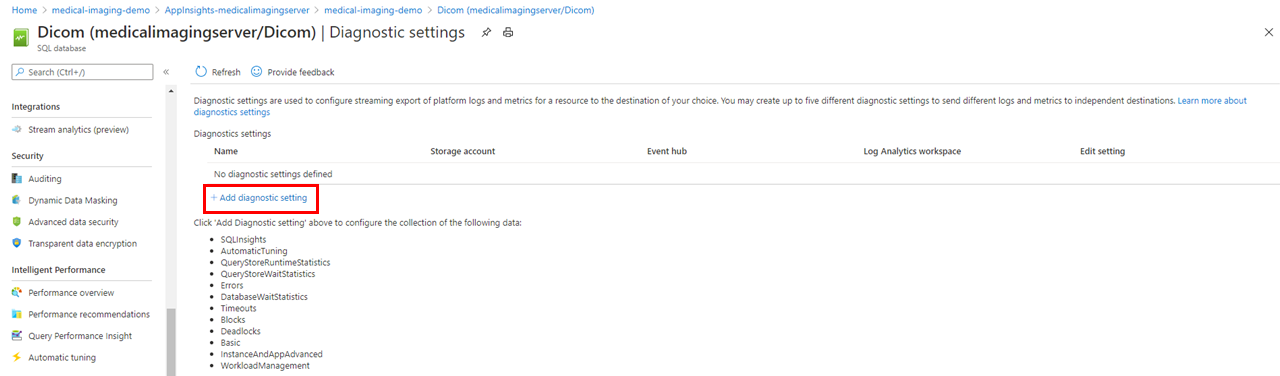 Home > medical-imaging-demo > AppInsights-medicalimagingserver > medical-imaging-demo > Dicom (medicalimagingserver/Dicom)
Dicom (medicalimagingserver/Dicom) | Diagnostic settings
SQL database
Search (Ctrl+/)
«
Refresh
Provide feedback
Integrations
Stream analytics (preview)
Security
Auditing
Dynamic Data Masking
Advanced data security
Transparent data encryption
Intelligent Performance
Performance overview
Performance recommendations
Query Performance Insight
Automatic tuning
Diagnostic settings are used to configure streaming export of platform logs and metrics for a resource to the destination of your choice. You may create up to five different diagnostic settings to send different logs and metrics to independent destinations. Learn more about
diagnostics settings
Diagnostics settings
Name Storage account Event hub Log Analytics workspace Edit setting
No diagnostic settings defined
+ Add diagnostic setting
Click 'Add Diagnostic setting' above to configure the collection of the following data:
• SQLInsights
• AutomaticTuning
• QueryStoreRuntimeStatistics
• QueryStoreWaitStatistics
• Errors
• DatabaseWaitStatistics
• Timeouts
• Blocks
• Deadlocks
• Basic
• InstanceAndAppAdvanced
• WorkloadManagement